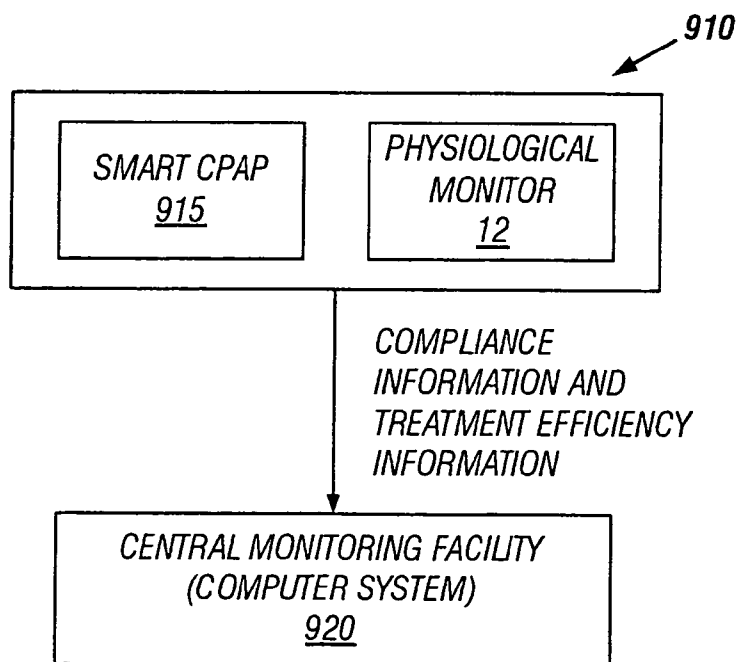 910
SMART CPAP
915
PHYSIOLOGICAL
MONITOR
12
COMPLIANCE
INFORMATION AND
TREATMENT EFFICIENCY
INFORMATION
CENTRAL MONITORING FACILITY
(COMPUTER SYSTEM)
920